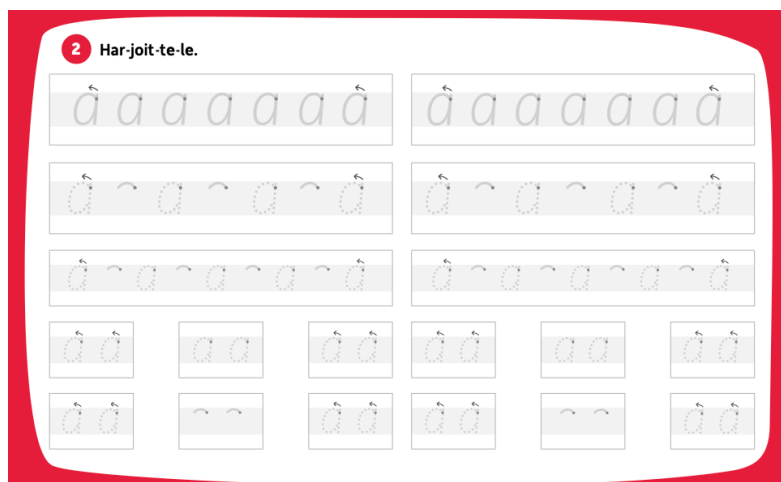 2 Har-joit-te-le.
a a a a a a a a a a a a a a
a a a a a a a a
a a a a a a a a a a
a a a a a a a a a a a a
a a a a a a a a